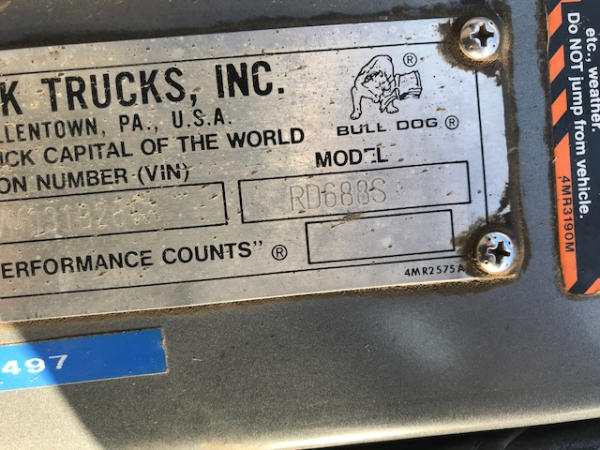 K TRUCKS, INC.
LLENTOWN, PA., U.S.A.
UCK CAPITAL OF THE WORLD
ON NUMBER (VIN)
BULL DOG ®
MODEL
RD688S
ERFORMANCE COUNTS" ®
4MR2575A
497
etc., weather.
Do NOT jump from vehicle.
4MR3190M